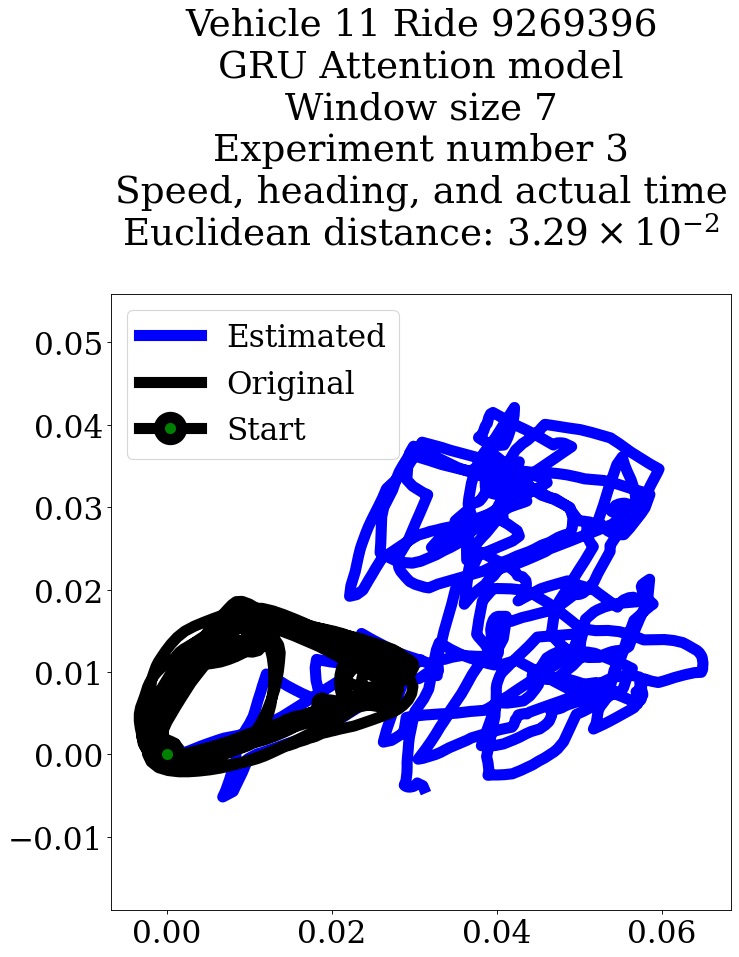 Vehicle 11 Ride 9269396
GRU Attention model
Window size 7
Experiment number 3
Speed, heading, and actual time
Euclidean distance: 3.29 × 10⁻²
Estimated
Original
Start
0.05
0.04
0.03
0.02
0.01
0.00
−0.01
0.00 0.02 0.04 0.06